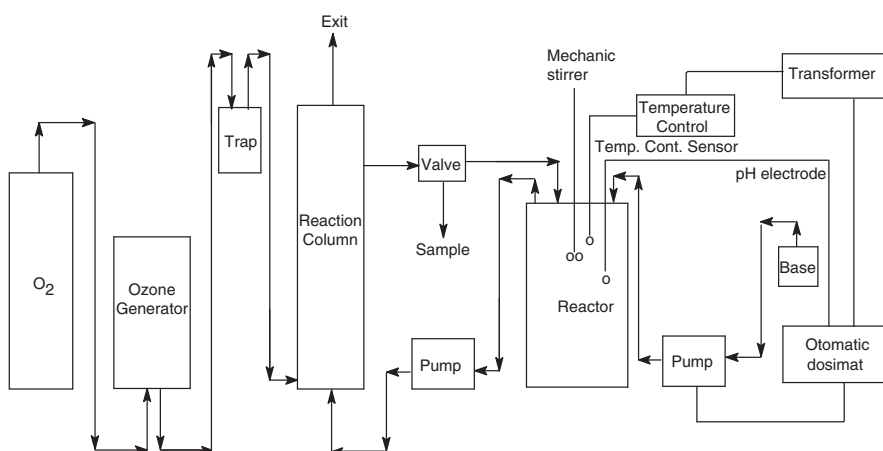 Exit
Mechanic
stirrer
Transformer
Temperature
Control
Trap
Temp. Cont. Sensor
Valve
pH electrode
Reaction
Column
Sample
O2
Ozone
Generator
Reactor
Base
Pump
Pump
Otomatic
dosimat
o
oo
o